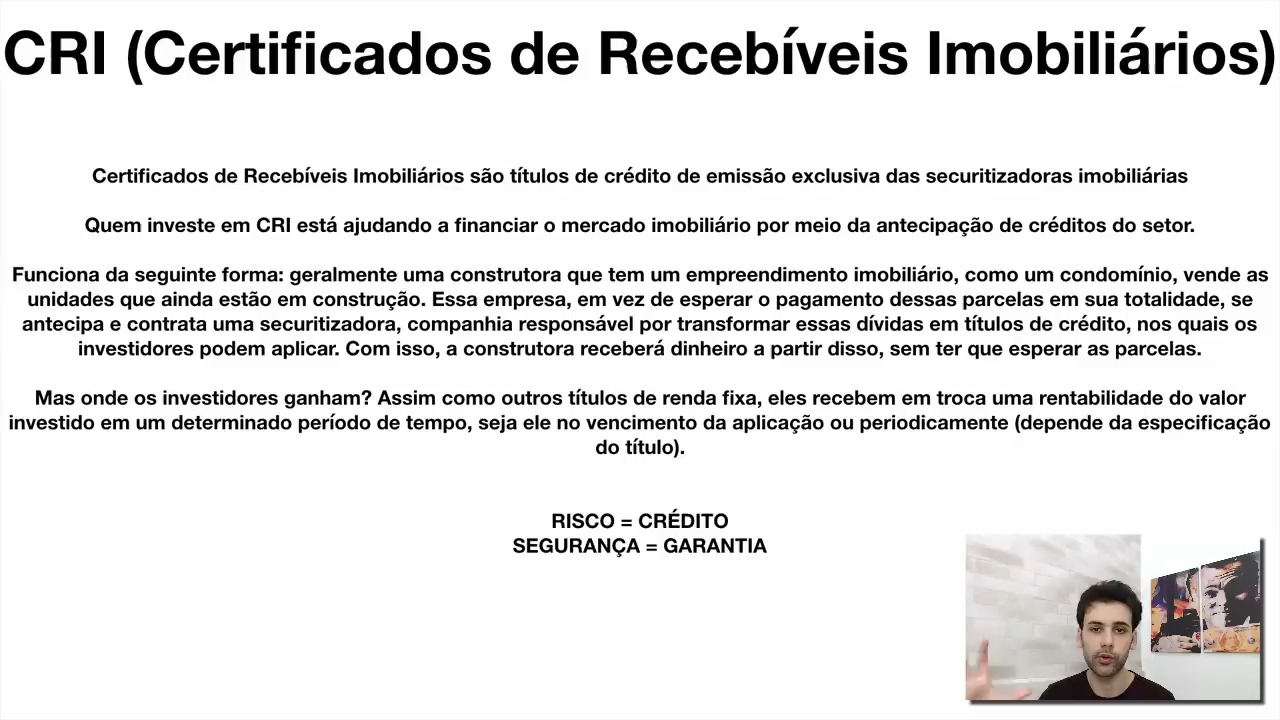 CRI (Certificados de Recebíveis Imobiliários)
Certificados de Recebíveis Imobiliários são títulos de crédito de emissão exclusiva das securitizadoras imobiliárias
Quem investe em CRI está ajudando a financiar o mercado imobiliário por meio da antecipação de créditos do setor.
Funciona da seguinte forma: geralmente uma construtora que tem um empreendimento imobiliário, como um condomínio, vende as
unidades que ainda estão em construção. Essa empresa, em vez de esperar o pagamento dessas parcelas em sua totalidade, se
antecipa e contrata uma securitizadora, companhia responsável por transformar essas dívidas em títulos de crédito, nos quais os
investidores podem aplicar. Com isso, a construtora receberá dinheiro a partir disso, sem ter que esperar as parcelas.
Mas onde os investidores ganham? Assim como outros títulos de renda fixa, eles recebem em troca uma rentabilidade do valor
investido em um determinado período de tempo, seja ele no vencimento da aplicação ou periodicamente (depende da especificação
do título).
RISCO = CRÉDITO
SEGURANÇA = GARANTIA